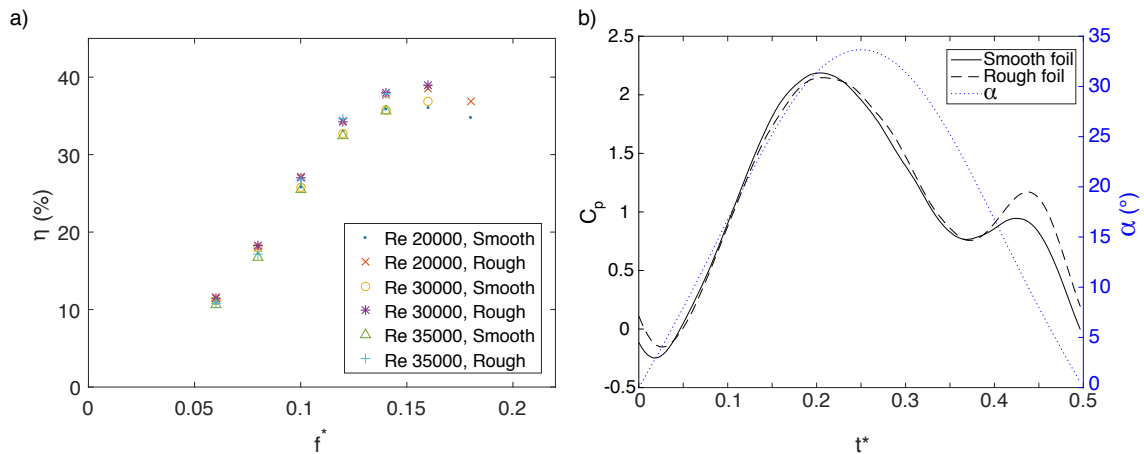 a)
η (%)
40
30
20
10
0
0
0.05
0.1
0.15
0.2
f*
Re 20000, Smooth
Re 20000, Rough
Re 30000, Smooth
Re 30000, Rough
Re 35000, Smooth
Re 35000, Rough
b)
C_p
2.5
2
1.5
1
0.5
0
-0.5
0
0.1
0.2
0.3
0.4
0.5
t*
Smooth foil
Rough foil
α
35
30
25
20
15
10
5
0
α (°)